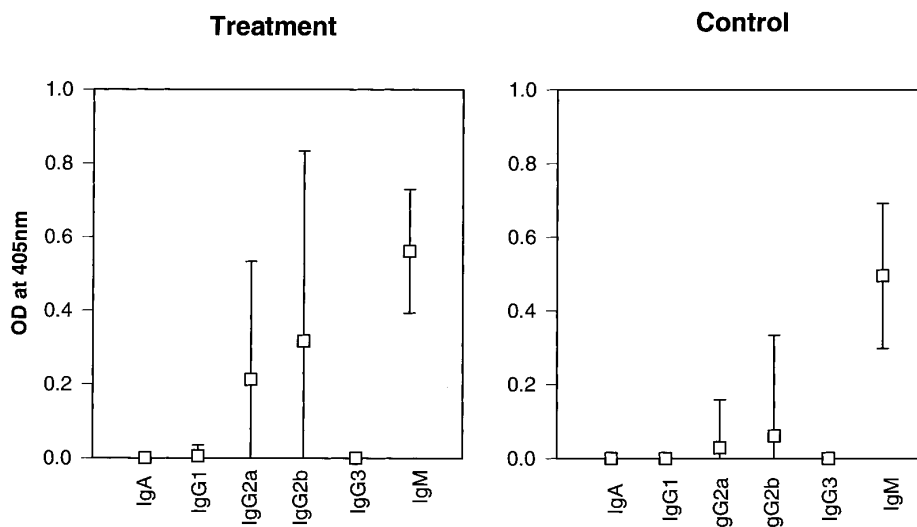 Treatment
Control
OD at 405nm
1.0
0.8
0.6
0.4
0.2
0.0
IgA
IgG1
IgG2a
IgG2b
IgG3
IgM
1.0
0.8
0.6
0.4
0.2
0.0
IgA
IgG1
gG2a
gG2b
IgG3
IgM